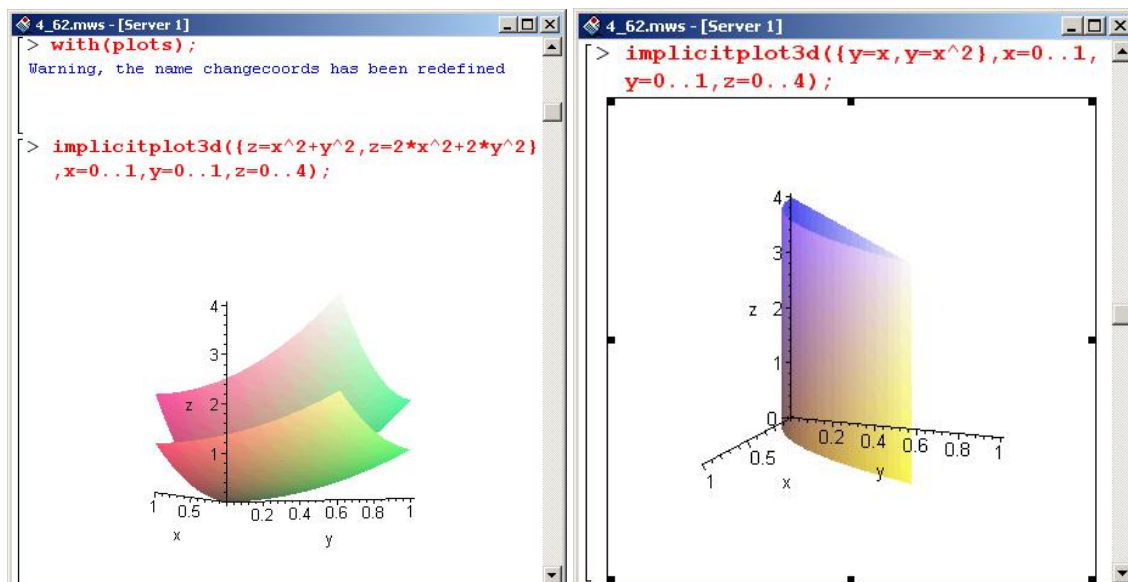 4_62.mws - [Server 1]
> with(plots);
Warning, the name changecoords has been redefined
> implicitplot3d({z=x^2+y^2,z=2*x^2+2*y^2}
,x=0..1,y=0..1,z=0..4);
4
3
z 2
1
1 0.5 0.2 0.4 0.6 0.8 1
x y
4_62.mws - [Server 1]
> implicitplot3d({y=x,y=x^2},x=0..1,
y=0..1,z=0..4);
4
3
z 2
1
0
0.2 0.4 0.6 0.8 1
0.5
1 x y